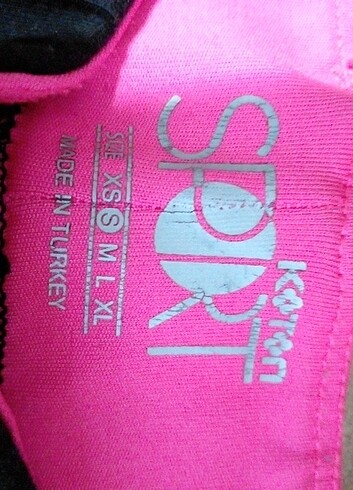 Koton
SPORT
SIZE XS S M L XL
MADE IN TURKEY